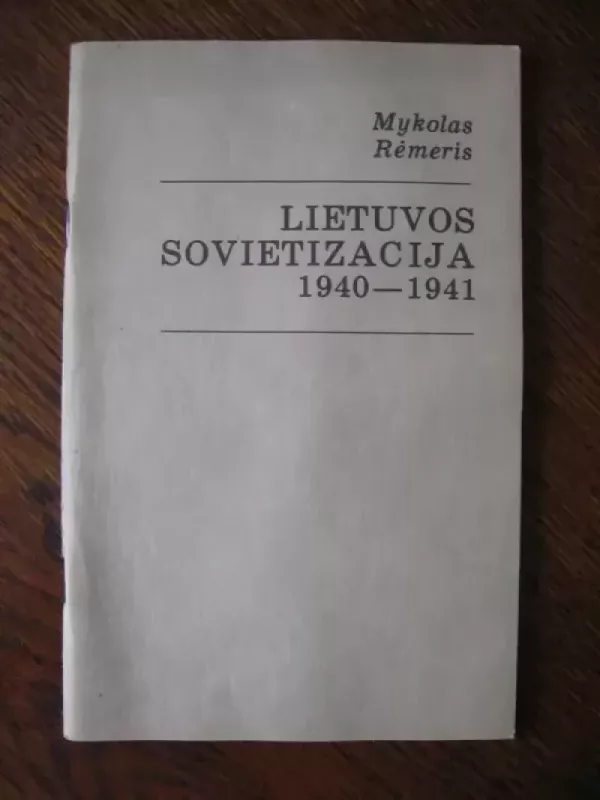 Mykolas
Rėmeris
LIETUVOS
SOVIETIZACIJA
1940—1941